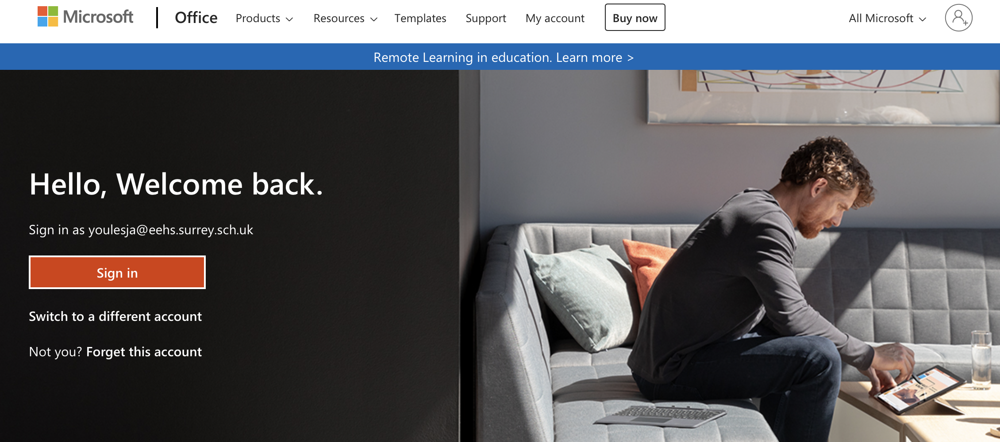 Microsoft
Office
Products
Resources
Templates
Support
My account
Buy now
All Microsoft
Remote Learning in education. Learn more >
Hello, Welcome back.
Sign in as youlesja@eehs.surrey.sch.uk
Sign in
Switch to a different account
Not you? Forget this account